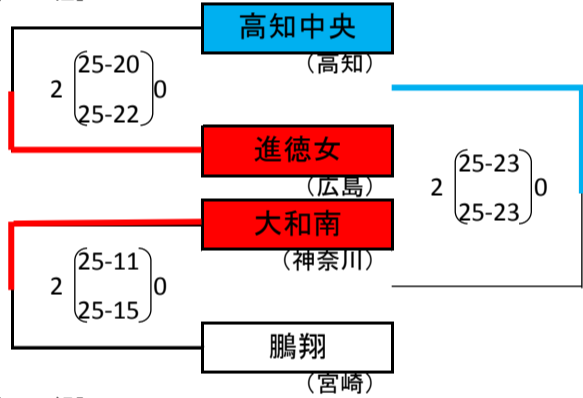 高知中央
(高知)
2 25-20 0
25-22
進徳女
(広島)
2 25-23 0
25-23
大和南
(神奈川)
2 25-11 0
25-15
鵬翔
(宮崎)